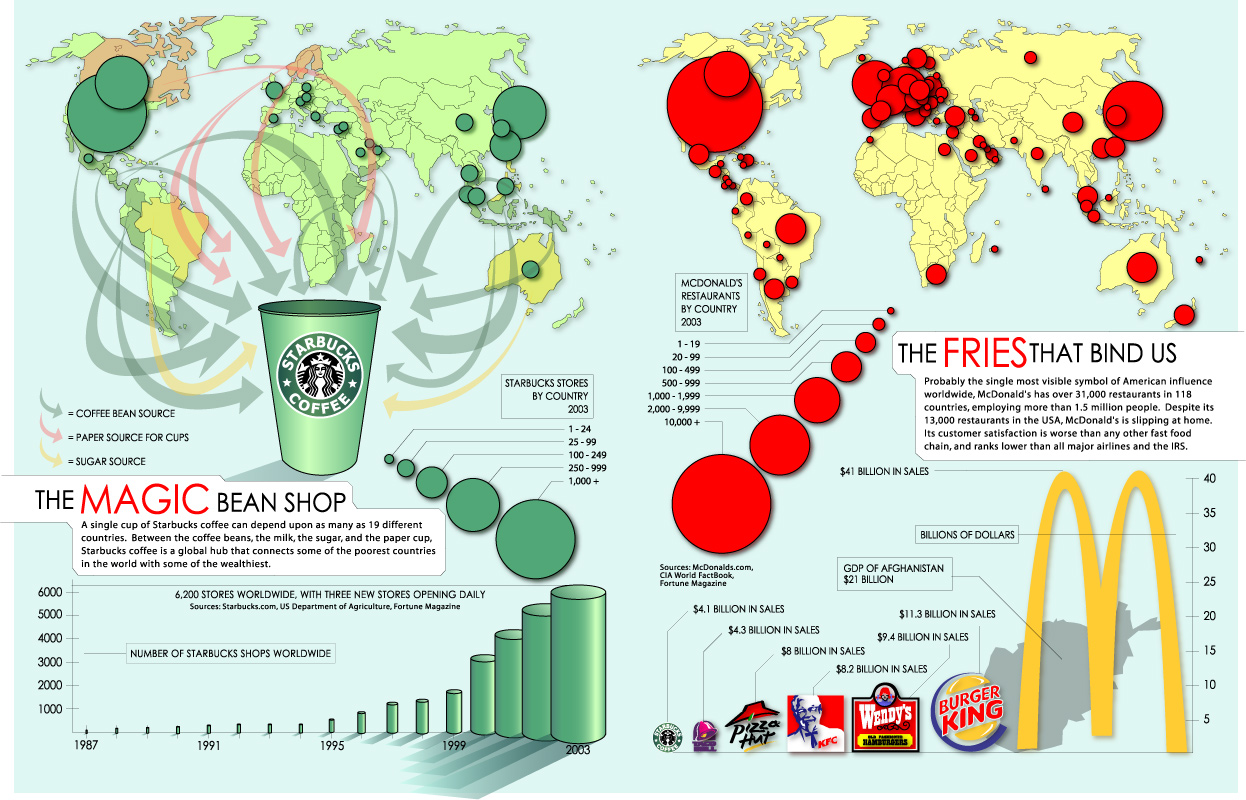 STARBUCKS
COFFEE
= COFFEE BEAN SOURCE
= PAPER SOURCE FOR CUPS
= SUGAR SOURCE
STARBUCKS STORES
BY COUNTRY
2003
1 - 24
25 - 99
100 - 249
250 - 999
1,000 +
THE MAGIC BEAN SHOP
A single cup of Starbucks coffee can depend upon as many as 19 different
countries. Between the coffee beans, the milk, the sugar, and the paper cup,
Starbucks coffee is a global hub that connects some of the poorest countries
in the world with some of the wealthiest.
6,200 STORES WORLDWIDE, WITH THREE NEW STORES OPENING DAILY
Sources: Starbucks.com, US Department of Agriculture, Fortune Magazine
NUMBER OF STARBUCKS SHOPS WORLDWIDE
6000
5000
4000
3000
2000
1000
1987
1991
1995
1999
2003
MCDONALD'S
RESTAURANTS
BY COUNTRY
2003
1 - 19
20 - 99
100 - 499
500 - 999
1,000 - 1,999
2,000 - 9,999
10,000 +
THE FRIES THAT BIND US
Probably the single most visible symbol of American influence
worldwide, McDonald's has over 31,000 restaurants in 118
countries, employing more than 1.5 million people. Despite its
13,000 restaurants in the USA, McDonald's is slipping at home.
Its customer satisfaction is worse than any other fast food
chain, and ranks lower than all major airlines and the IRS.
Sources: McDonalds.com,
CIA World FactBook,
Fortune Magazine
$41 BILLION IN SALES
BILLIONS OF DOLLARS
GDP OF AFGHANISTAN
$21 BILLION
$4.1 BILLION IN SALES
$4.3 BILLION IN SALES
$8 BILLION IN SALES
$8.2 BILLION IN SALES
$9.4 BILLION IN SALES
$11.3 BILLION IN SALES
TACO
BELL
Pizza
Hut
KFC
Wendy's
OLD FASHIONED
HAMBURGERS
BURGER
KING
40
35
30
25
20
15
10
5